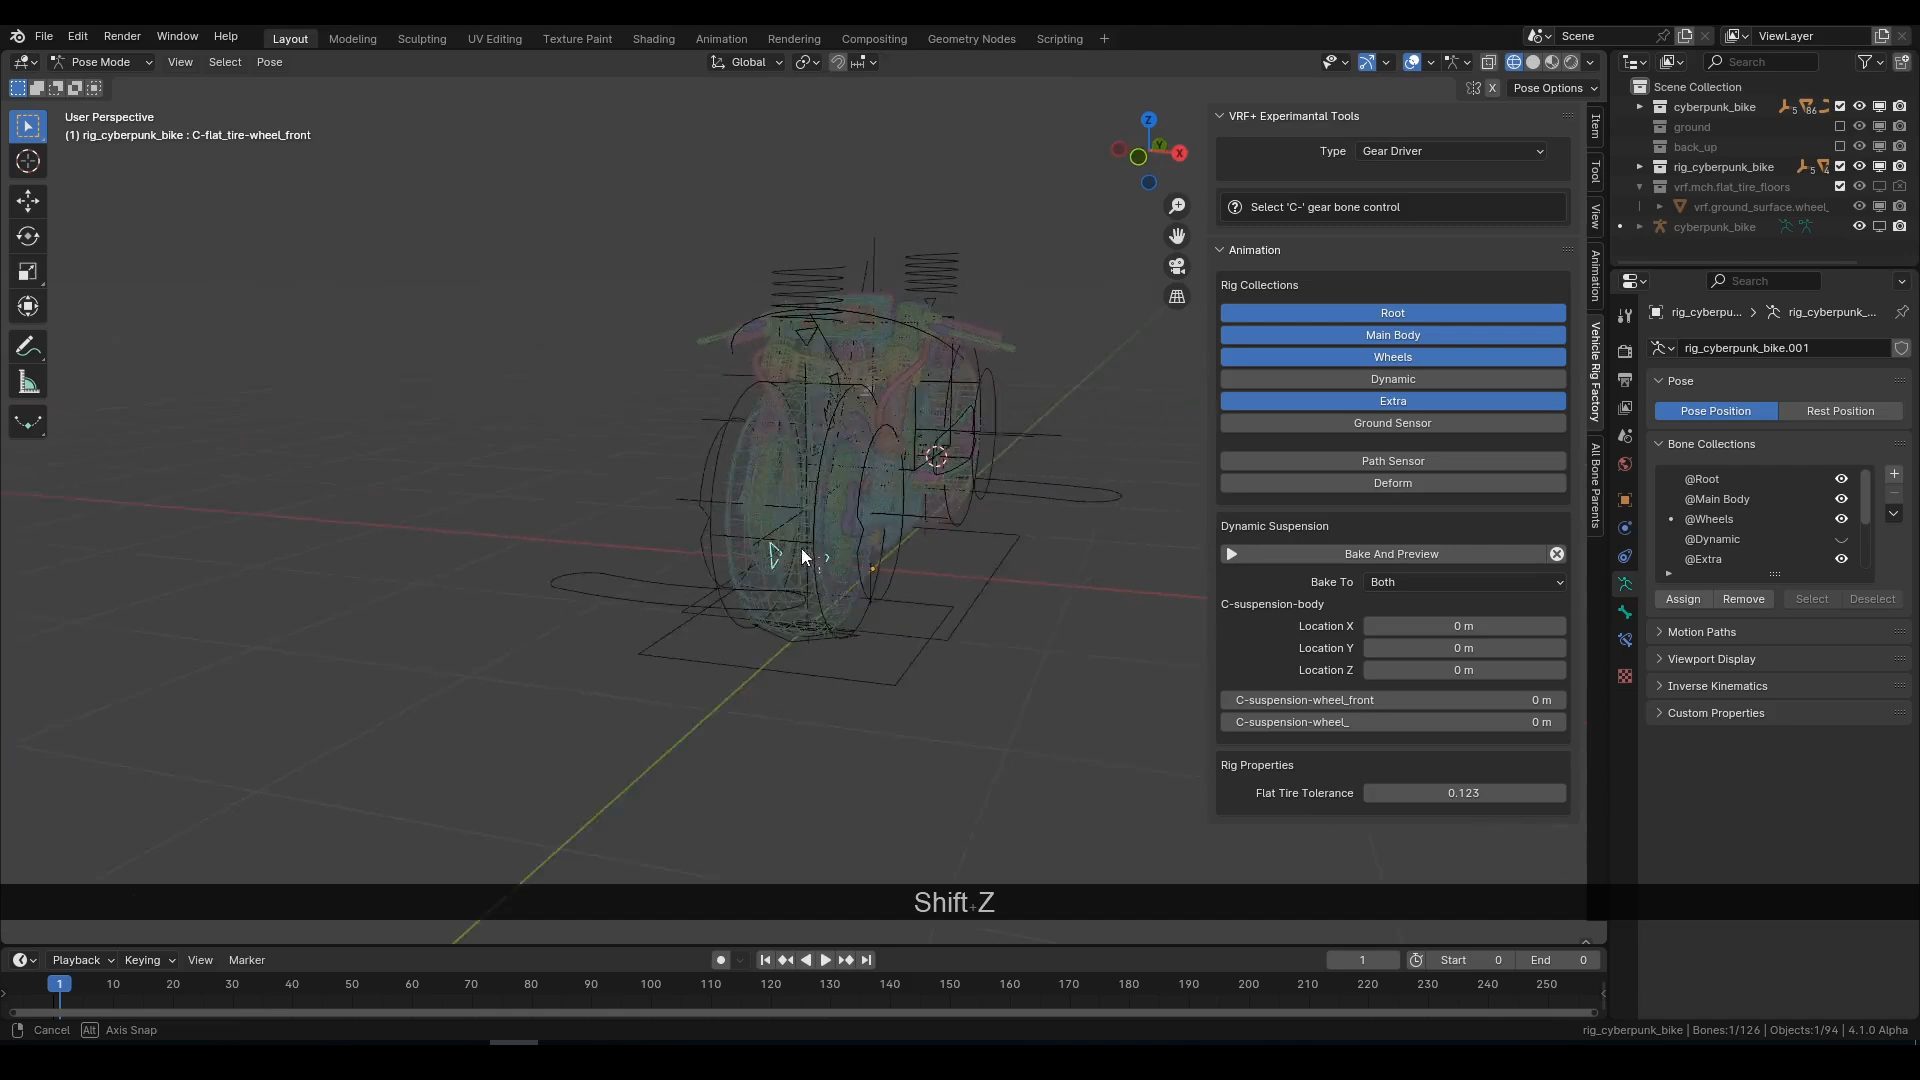 File Edit Render Window Help Layout Modeling Sculpting UV Editing Texture Paint Shading Animation Rendering Compositing Geometry Nodes Scripting + Scene ViewLayer
Pose Mode View Select Pose Global Search
X Pose Options
User Perspective
(1) rig_cyberpunk_bike : C-flat_tire-wheel_front
Z
Y
X
VRF+ Experimantal Tools
Type Gear Driver
Select 'C-' gear bone control
Animation
Rig Collections
Root
Main Body
Wheels
Dynamic
Extra
Ground Sensor
Path Sensor
Deform
Dynamic Suspension
Bake And Preview
Bake To Both
C-suspension-body
Location X 0 m
Location Y 0 m
Location Z 0 m
C-suspension-wheel_front 0 m
C-suspension-wheel_ 0 m
Rig Properties
Flat Tire Tolerance 0.123
Item
Tool
View
Animation
Vehicle Rig Factory
All Bone Parents
Scene Collection
cyberpunk_bike 5 86
ground
back_up
rig_cyberpunk_bike 5 4
vrf.mch.flat_tire_floors
vrf.ground_surface.wheel_
cyberpunk_bike
Search
rig_cyberpu... rig_cyberpunk_...
rig_cyberpunk_bike.001
Pose
Pose Position Rest Position
Bone Collections
@Root
@Main Body
@Wheels
@Dynamic
@Extra
Assign Remove Select Deselect
Motion Paths
Viewport Display
Inverse Kinematics
Custom Properties
Shift+Z
Playback Keying View Marker 1 Start 0 End 0
1 10 20 30 40 50 60 70 80 90 100 110 120 130 140 150 160 170 180 190 200 210 220 230 240 250
Cancel Alt Axis Snap rig_cyberpunk_bike | Bones:1/126 | Objects:1/94 | 4.1.0 Alpha